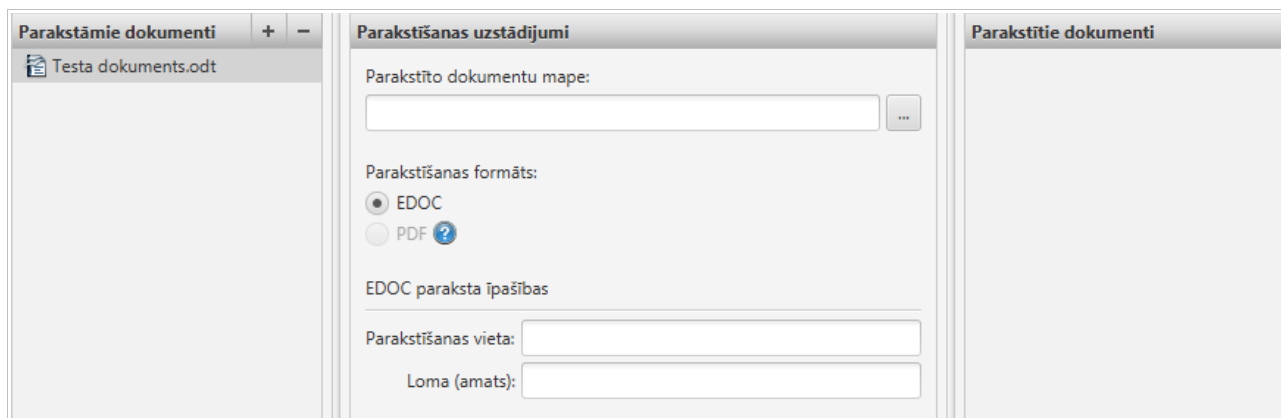 Parakstāmie dokumenti + −
Testa dokuments.odt
Parakstīšanas uzstādījumi
Parakstīto dokumentu mape:
...
Parakstīšanas formāts:
EDOC
PDF ?
EDOC paraksta īpašības
Parakstīšanas vieta:
Loma (amats):
Parakstītie dokumenti